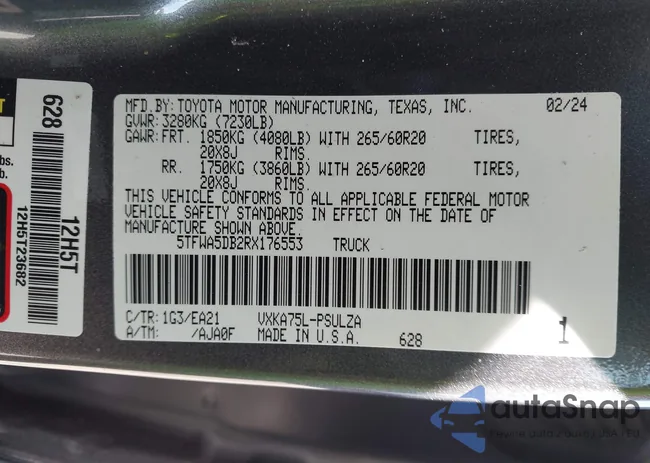 MFD.BY: TOYOTA MOTOR MANUFACTURING, TEXAS, INC. 02/24
GVWR: 3280KG (7230LB)
GAWR: FRT. 1850KG (4080LB) WITH 265/60R20 TIRES,
20X8J RIMS.
RR. 1750KG (3860LB) WITH 265/60R20 TIRES,
20X8J RIMS.
THIS VEHICLE CONFORMS TO ALL APPLICABLE FEDERAL MOTOR
VEHICLE SAFETY STANDARDS IN EFFECT ON THE DATE OF
MANUFACTURE SHOWN ABOVE.
5TFWA5DB2RX176553 TRUCK
C/TR: 1G3/EA21 VXKA75L-PSULZA
A/TM: /AJA0F MADE IN U.S.A. 628 1
628
12H5T
12H5T23682
lbs.
b.
autoSnap